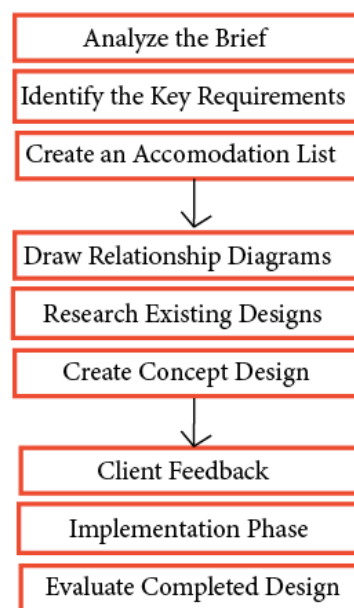 Analyze the Brief
Identify the Key Requirements
Create an Accomodation List
Draw Relationship Diagrams
Research Existing Designs
Create Concept Design
Client Feedback
Implementation Phase
Evaluate Completed Design